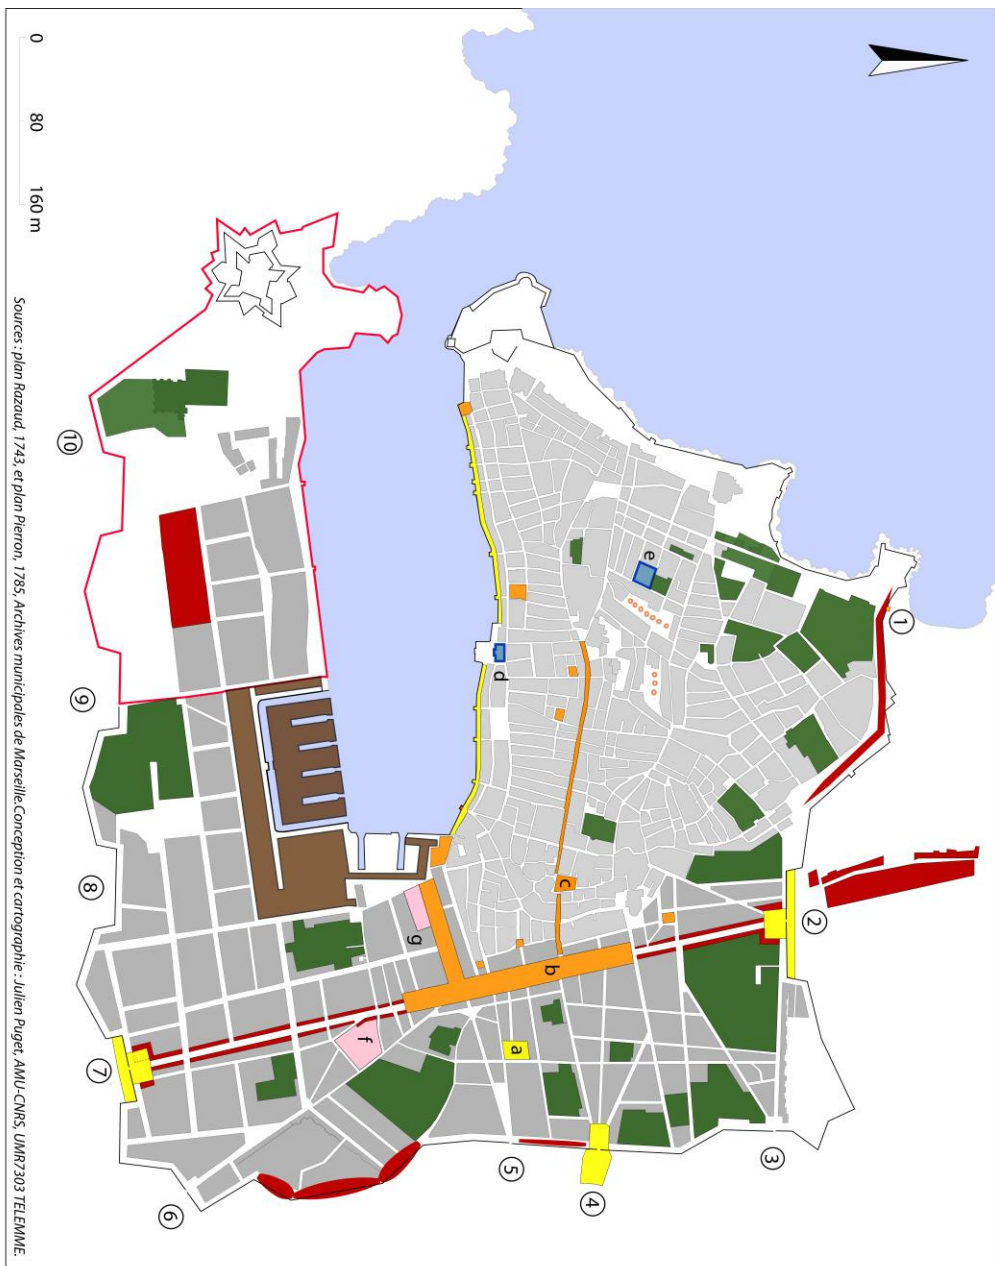 0
80
160 m
Sources : plan Razaud, 1743, et plan Pierron, 1785, Archives municipales de Marseille.Conception et cartographie : Julien Puget, AMU-CNRS, UMR7303 TELEMME.
1
2
3
4
5
6
7
8
9
10
a
b
c
d
e
f
g